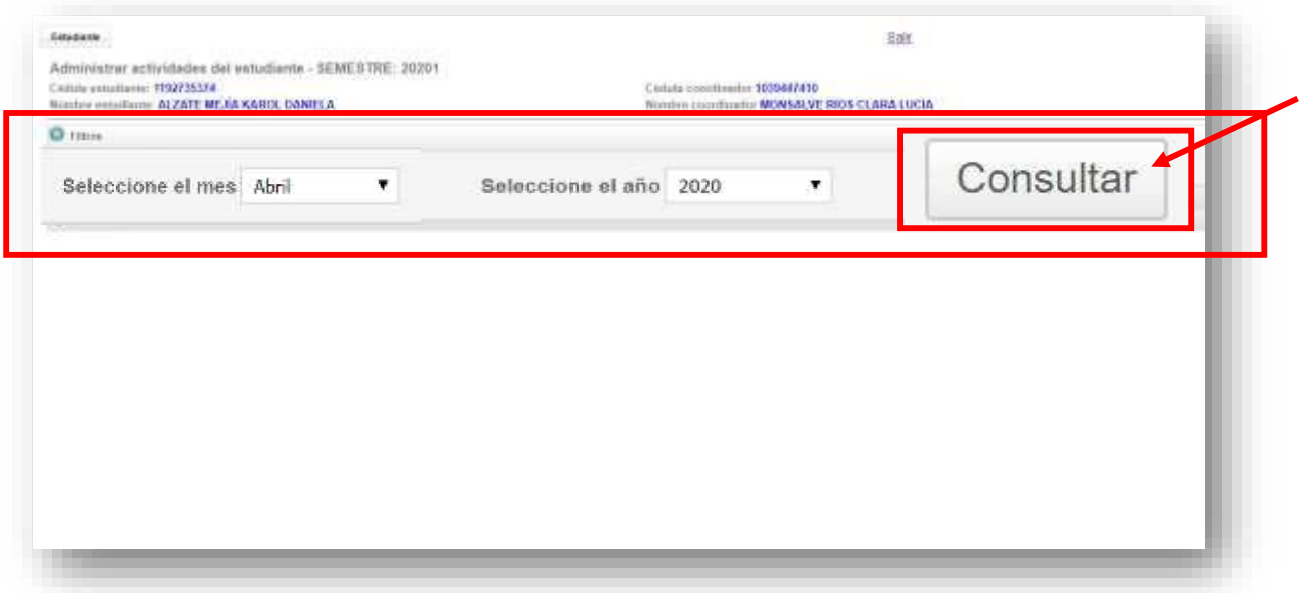 Estudiante
Salir
Administrar actividades del estudiante - SEMESTRE: 20201
Cédula estudiante: 1192735374
Cédula coordinador 1039447410
Nombre estudiante ALZATE MEJÍA KAROL DANIELA
Nombre coordinador MONSALVE RIOS CLARA LUCIA
Filtros
Seleccione el mes Abril
Seleccione el año 2020
Consultar